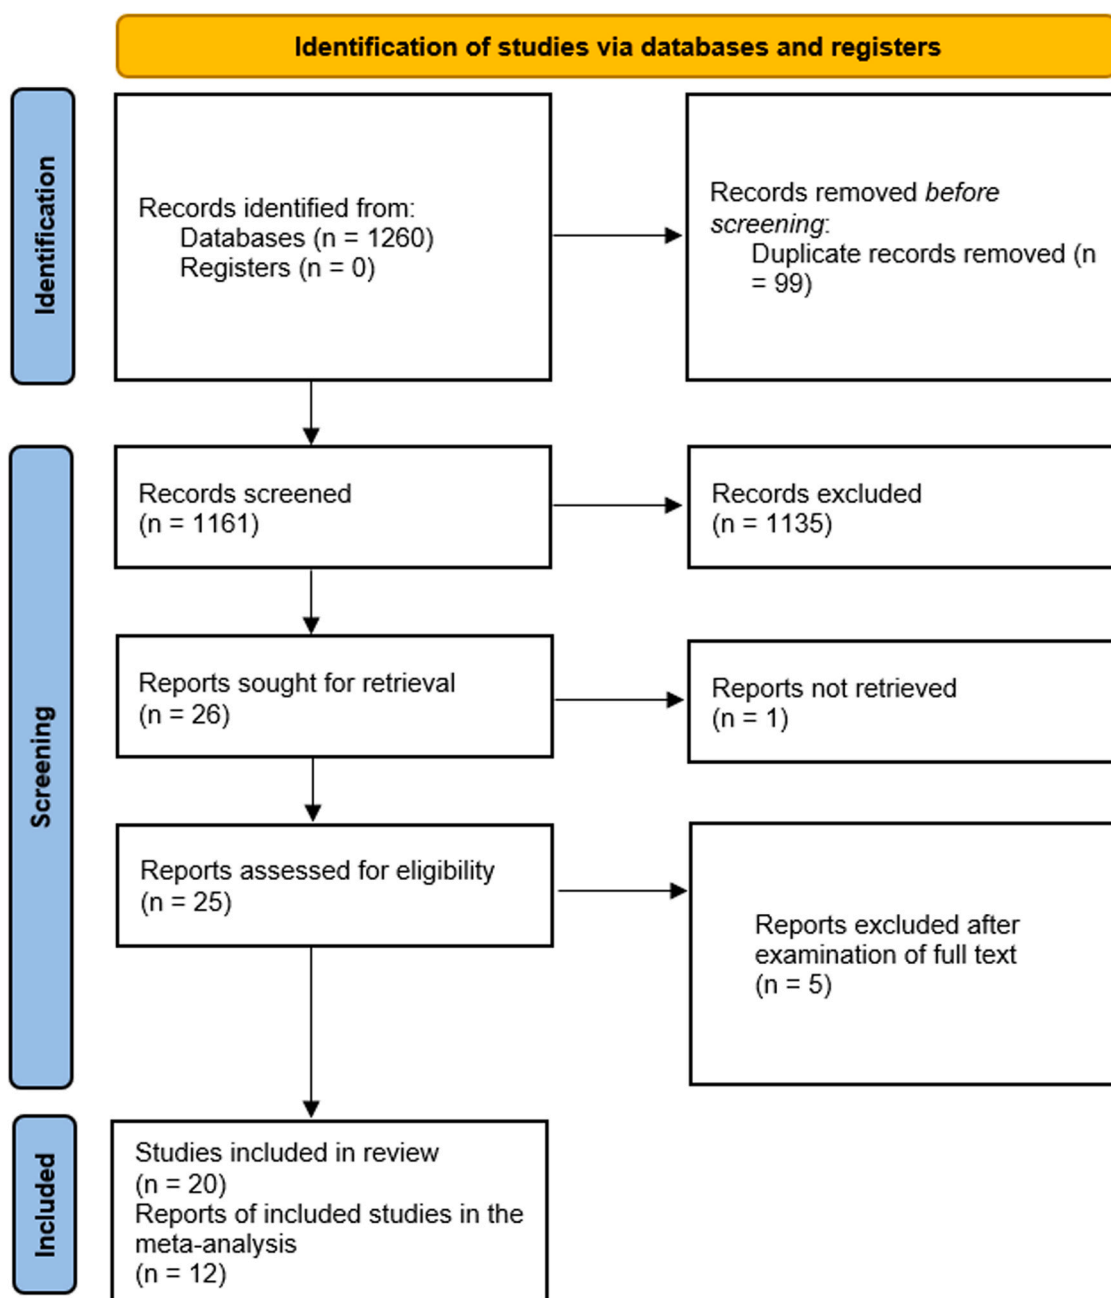 Identification of studies via databases and registers
Identification
Records identified from:
Databases (n = 1260)
Registers (n = 0)
Records removed before
screening:
Duplicate records removed (n
= 99)
Screening
Records screened
(n = 1161)
Records excluded
(n = 1135)
Reports sought for retrieval
(n = 26)
Reports not retrieved
(n = 1)
Reports assessed for eligibility
(n = 25)
Reports excluded after
examination of full text
(n = 5)
Included
Studies included in review
(n = 20)
Reports of included studies in the
meta-analysis
(n = 12)